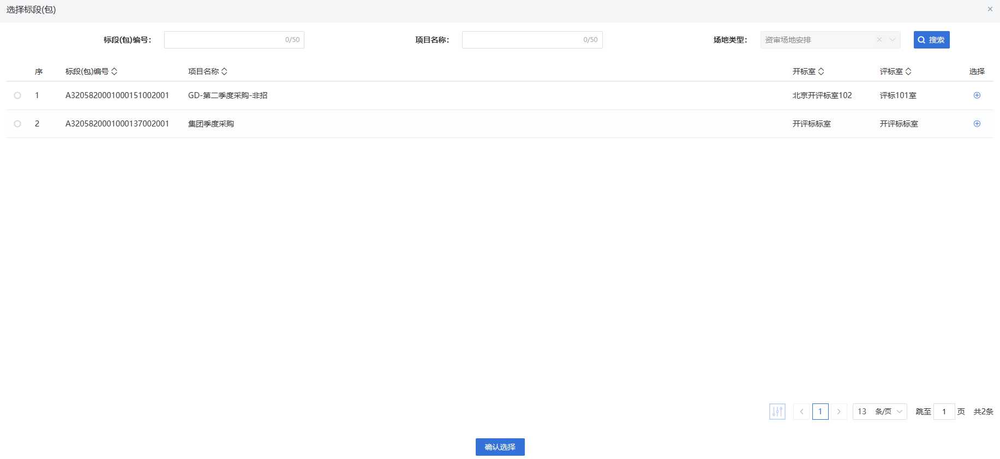 选择标段(包)
标段(包)编号： 0/50 项目名称： 0/50 场地类型： 资审场地安排 搜索
序 标段(包)编号 项目名称 开标室 评标室 选择
1 A3205820001000151002001 GD-第二季度采购-非招 北京开评标室102 评标101室
2 A3205820001000137002001 集团季度采购 开评标标室 开评标标室
1 13 条/页 跳至 1 页 共2条
确认选择